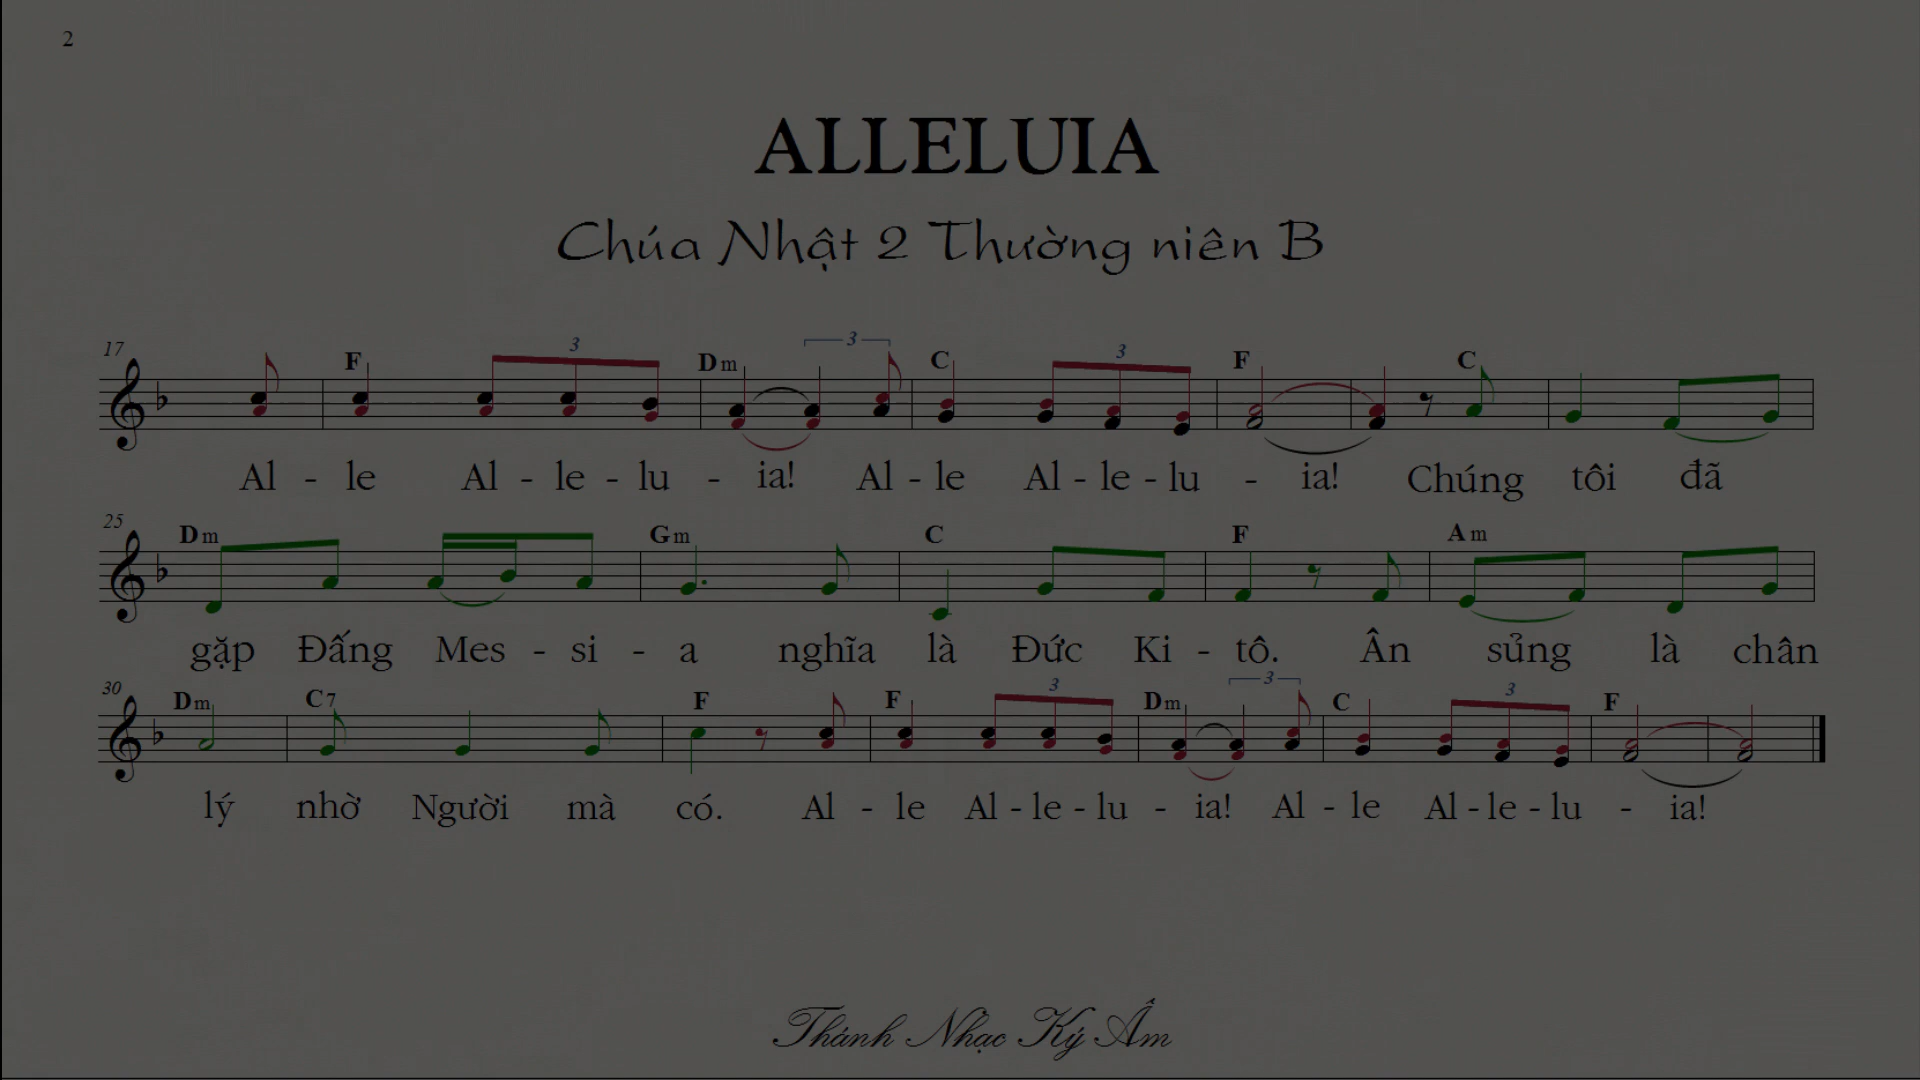 2
ALLELUIA
Chúa Nhật 2 Thường niên B
17 F 3 Dm 3 C 3 F C
Al - le Al - le - lu - ia! Al - le Al - le - lu - ia! Chúng tôi đã
25 Dm Gm C F Am
gặp Đấng Mes - si - a nghĩa là Đức Ki - tô. Ân sủng là chân
30 Dm C7 F F 3 Dm 3 C 3 F
lý nhờ Người mà có. Al - le Al - le - lu - ia! Al - le Al - le - lu - ia!
Thánh Nhạc Ký Âm